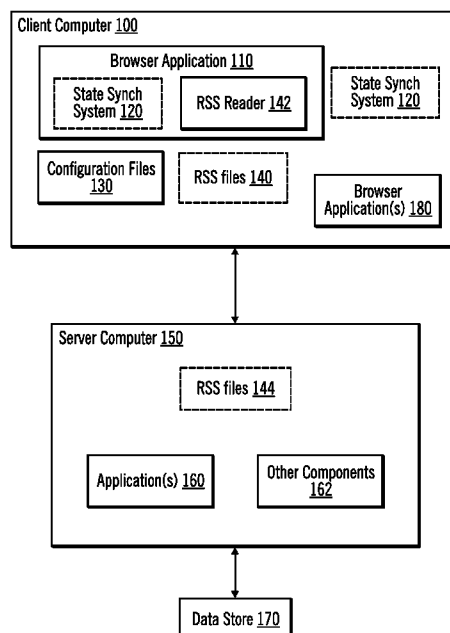 Client Computer 100
Browser Application 110
State Synch
System 120
RSS Reader 142
State Synch
System 120
Configuration Files
130
RSS files 140
Browser
Application(s) 180
Server Computer 150
RSS files 144
Application(s) 160
Other Components
162
Data Store 170